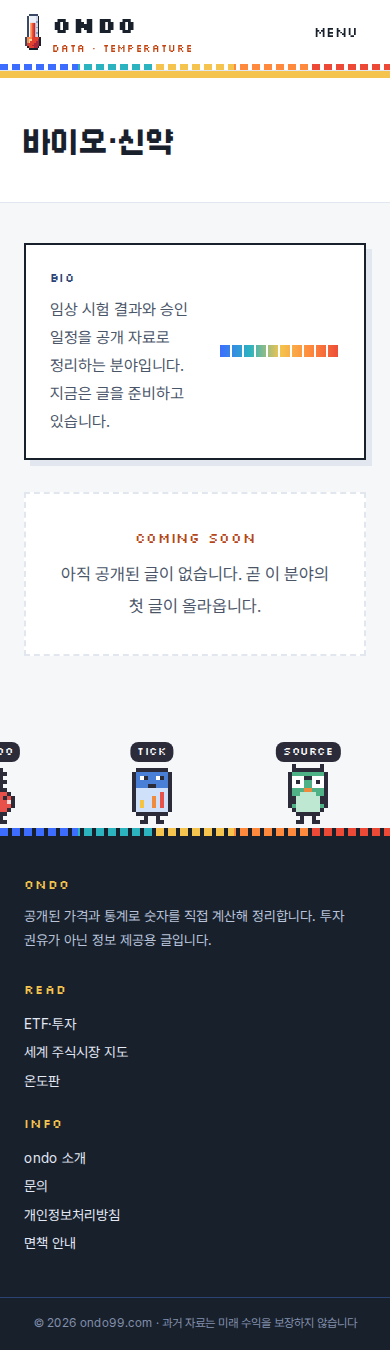 ONDO
DATA · TEMPERATURE
MENU
바이오·신약
BIO
임상 시험 결과와 승인
일정을 공개 자료로
정리하는 분야입니다.
지금은 글을 준비하고
있습니다.
COMING SOON
아직 공개된 글이 없습니다. 곧 이 분야의
첫 글이 올라옵니다.
TICK
SOURCE
ONDO
공개된 가격과 통계로 숫자를 직접 계산해 정리합니다. 투자
권유가 아닌 정보 제공용 글입니다.
READ
ETF·투자
세계 주식시장 지도
온도판
INFO
ondo 소개
문의
개인정보처리방침
면책 안내
© 2026 ondo99.com · 과거 자료는 미래 수익을 보장하지 않습니다